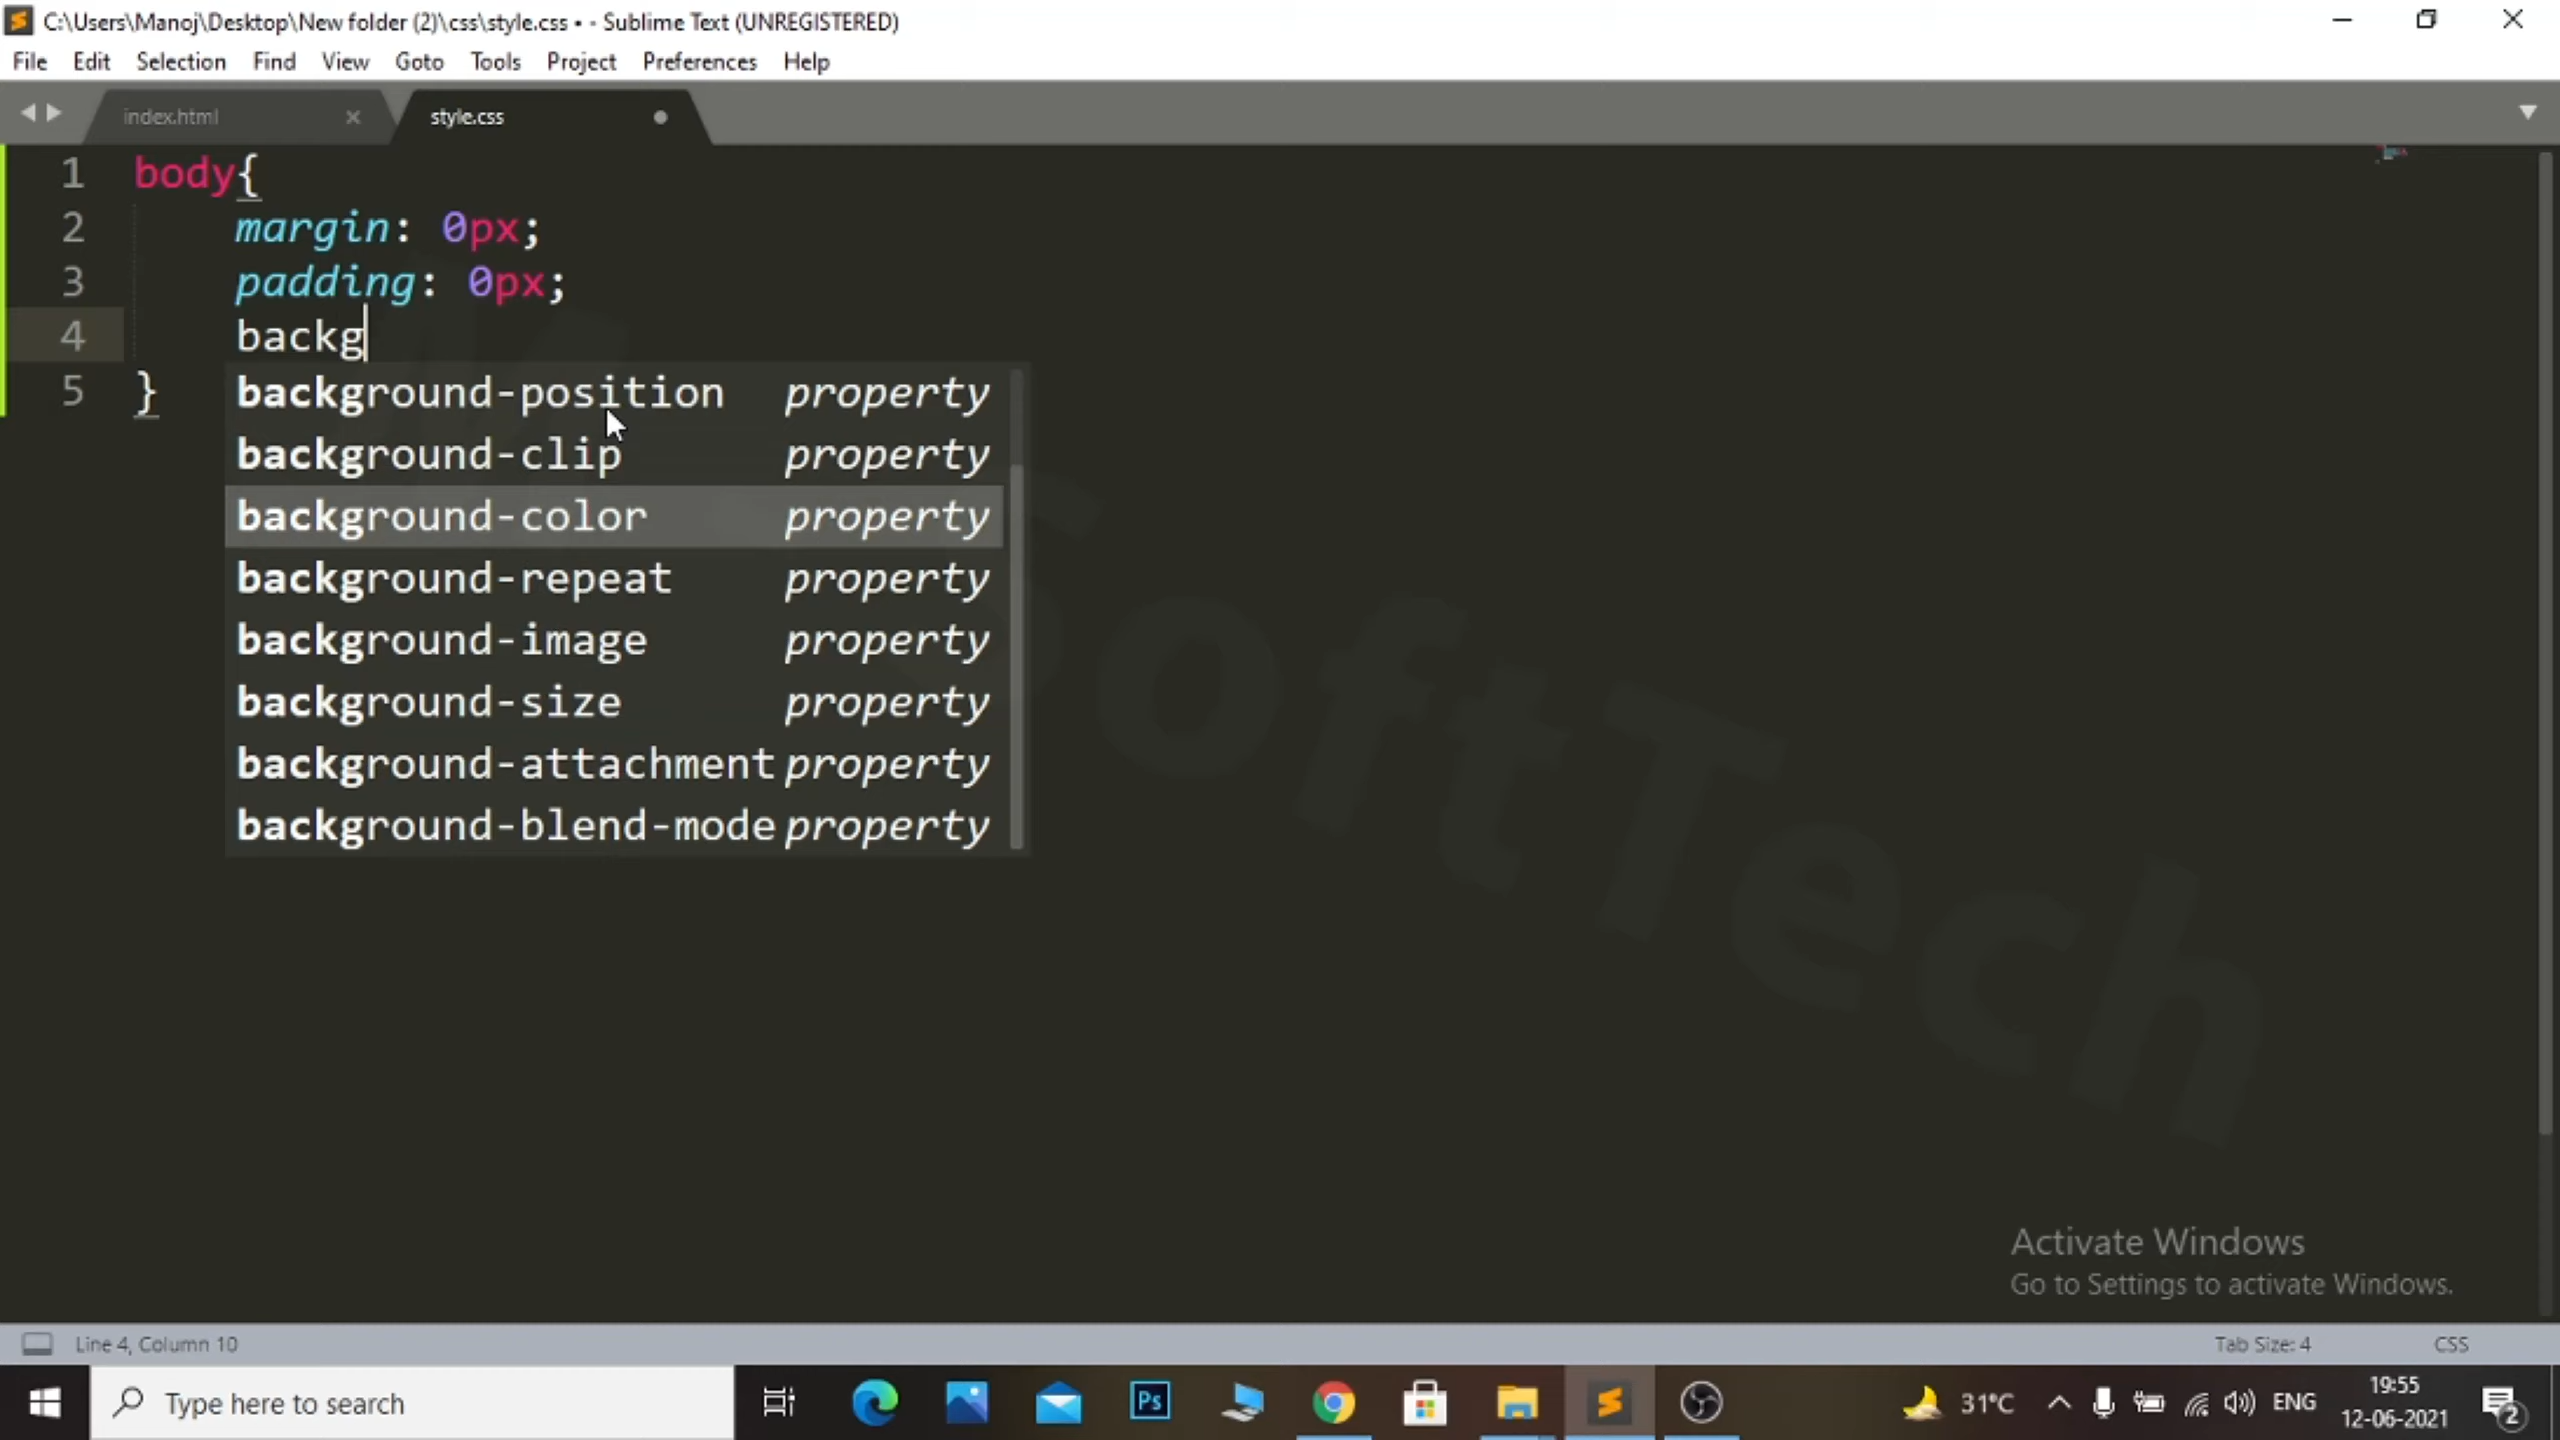 C:\Users\Manoj\Desktop\New folder (2)\css\style.css • - Sublime Text (UNREGISTERED)
File Edit Selection Find View Goto Tools Project Preferences Help
index.html style.css
1 body{
2 margin: 0px;
3 padding: 0px;
4 backg
5 }
background-position property
background-clip property
background-color property
background-repeat property
background-image property
background-size property
background-attachment property
background-blend-mode property
SoftTech
Activate Windows
Go to Settings to activate Windows.
Line 4, Column 10 Tab Size: 4 CSS
Type here to search Ps 31°C ENG 19:55
12-06-2021 2